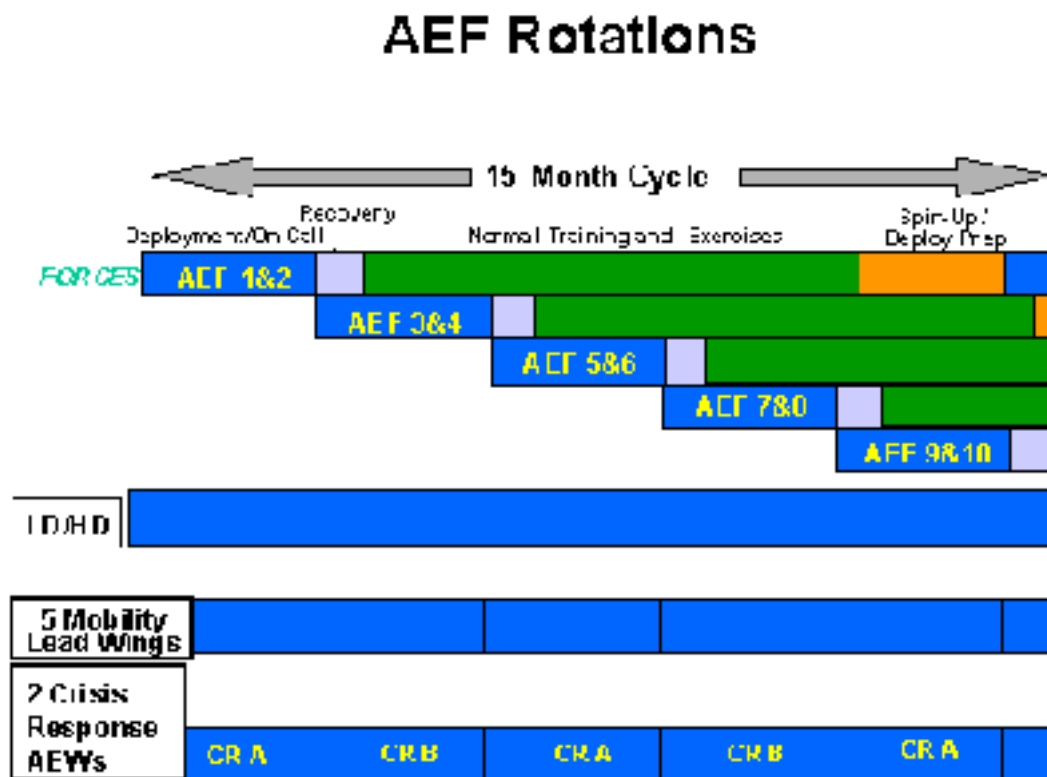 AEF Rotations
15 Month Cycle
Recovery
Deployment/On Call
Normal Training and Exercises
Spin-Up /
Deploy Prep
FORCES
AEF 1&2
AEF 3&4
AEF 5&6
AEF 7&8
AEF 9&10
LD/HD
5 Mobility
Lead Wings
2 Crisis
Response
AEWs
CR A
CR B
CR A
CR B
CR A